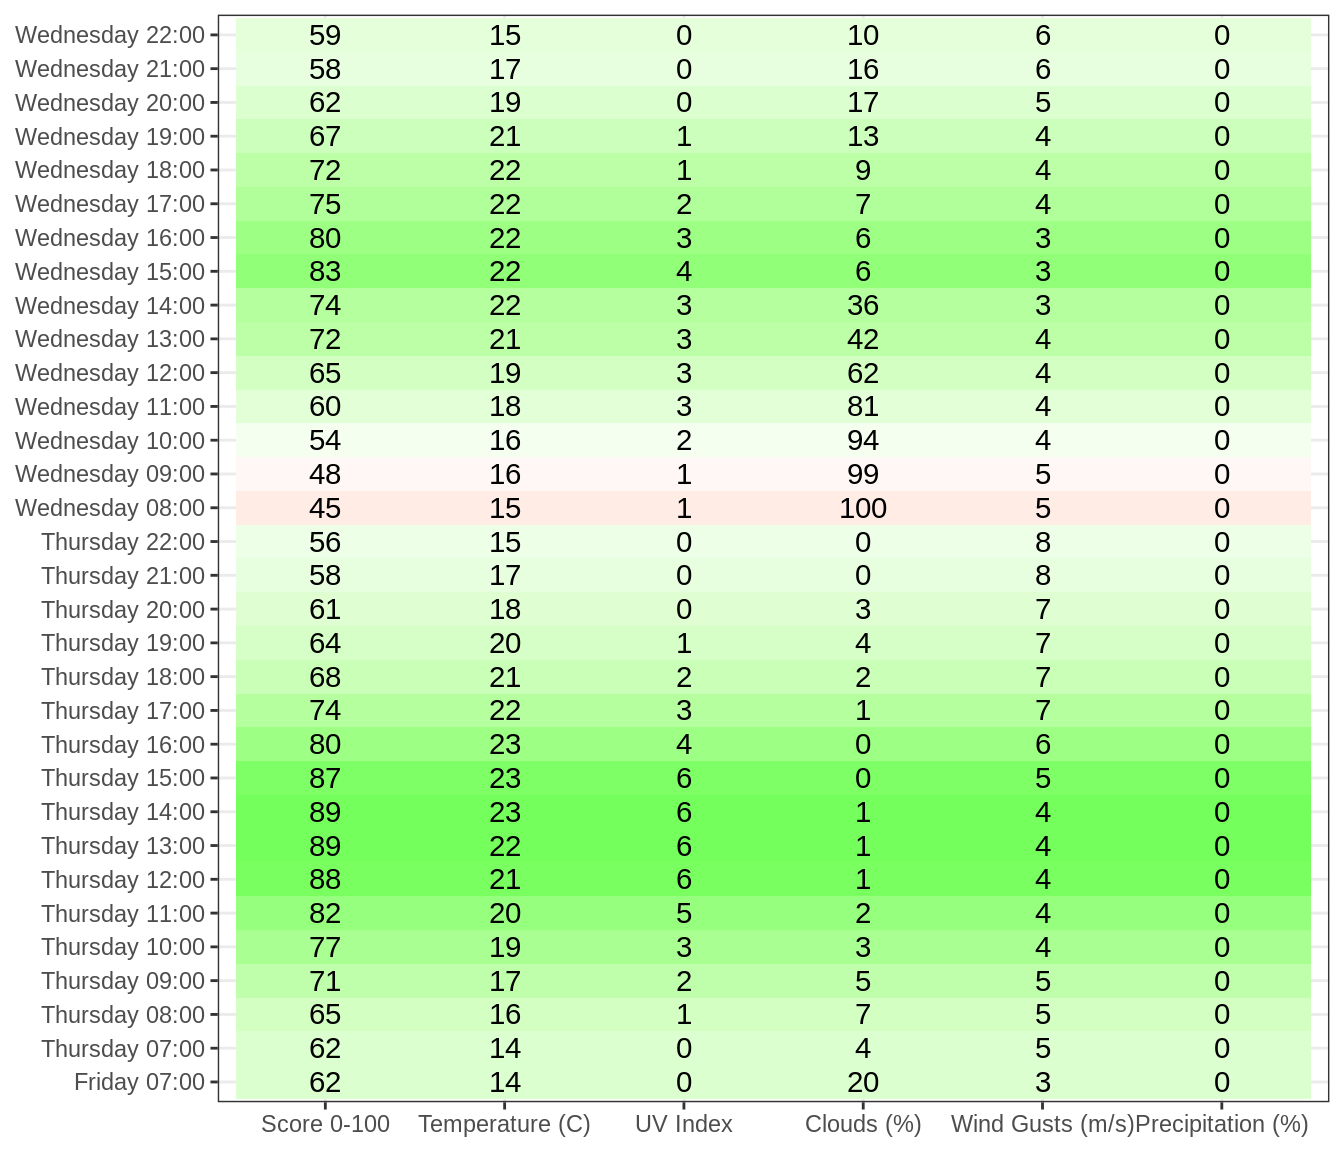 Wednesday 22:00 59 15 0 10 6 0
Wednesday 21:00 58 17 0 16 6 0
Wednesday 20:00 62 19 0 17 5 0
Wednesday 19:00 67 21 1 13 4 0
Wednesday 18:00 72 22 1 9 4 0
Wednesday 17:00 75 22 2 7 4 0
Wednesday 16:00 80 22 3 6 3 0
Wednesday 15:00 83 22 4 6 3 0
Wednesday 14:00 74 22 3 36 3 0
Wednesday 13:00 72 21 3 42 4 0
Wednesday 12:00 65 19 3 62 4 0
Wednesday 11:00 60 18 3 81 4 0
Wednesday 10:00 54 16 2 94 4 0
Wednesday 09:00 48 16 1 99 5 0
Wednesday 08:00 45 15 1 100 5 0
Thursday 22:00 56 15 0 0 8 0
Thursday 21:00 58 17 0 0 8 0
Thursday 20:00 61 18 0 3 7 0
Thursday 19:00 64 20 1 4 7 0
Thursday 18:00 68 21 2 2 7 0
Thursday 17:00 74 22 3 1 7 0
Thursday 16:00 80 23 4 0 6 0
Thursday 15:00 87 23 6 0 5 0
Thursday 14:00 89 23 6 1 4 0
Thursday 13:00 89 22 6 1 4 0
Thursday 12:00 88 21 6 1 4 0
Thursday 11:00 82 20 5 2 4 0
Thursday 10:00 77 19 3 3 4 0
Thursday 09:00 71 17 2 5 5 0
Thursday 08:00 65 16 1 7 5 0
Thursday 07:00 62 14 0 4 5 0
Friday 07:00 62 14 0 20 3 0
Score 0-100 Temperature (C) UV Index Clouds (%) Wind Gusts (m/s) Precipitation (%)